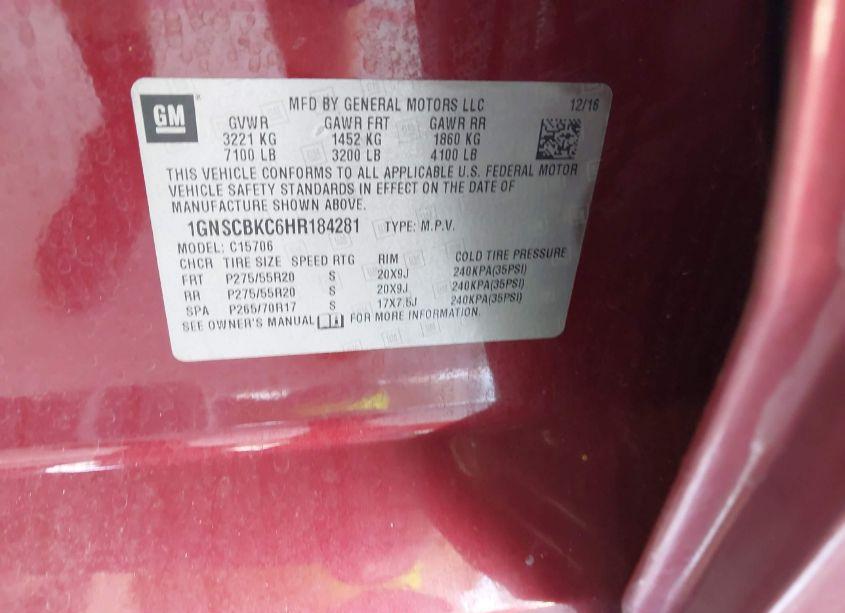 GM
MFD BY GENERAL MOTORS LLC 12/16
GVWR GAWR FRT GAWR RR
3221 KG 1452 KG 1860 KG
7100 LB 3200 LB 4100 LB
THIS VEHICLE CONFORMS TO ALL APPLICABLE U.S. FEDERAL MOTOR
VEHICLE SAFETY STANDARDS IN EFFECT ON THE DATE OF
MANUFACTURE SHOWN ABOVE.
1GNSCBKC6HR184281 TYPE: M.P.V.
MODEL: C15706
CHCR TIRE SIZE SPEED RTG RIM COLD TIRE PRESSURE
FRT P275/55R20 S 20X9J 240KPA(35PSI)
RR P275/55R20 S 20X9J 240KPA(35PSI)
SPA P265/70R17 S 17X7.5J 240KPA(35PSI)
SEE OWNER'S MANUAL FOR MORE INFORMATION.